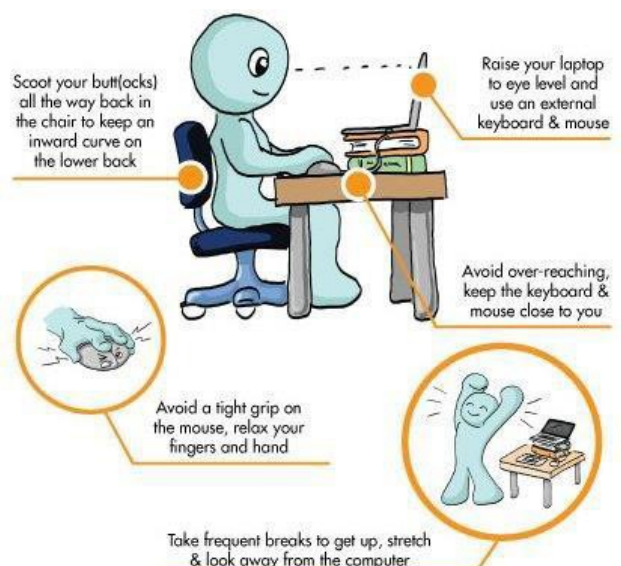 Scoot your butt(ocks)
all the way back in
the chair to keep an
inward curve on
the lower back
Raise your laptop
to eye level and
use an external
keyboard & mouse
Avoid over-reaching,
keep the keyboard &
mouse close to you
Avoid a tight grip on
the mouse, relax your
fingers and hand
Take frequent breaks to get up, stretch
& look away from the computer